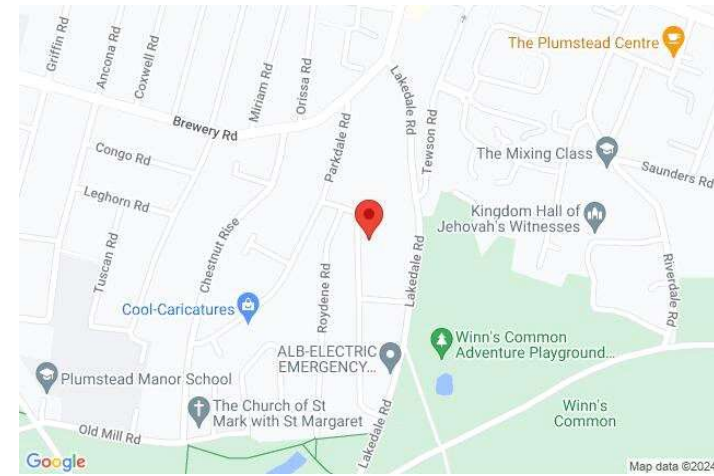 Griffin Rd
Ancona Rd
Coxwell Rd
Miriam Rd
Orissa Rd
Lakedale Rd
Tewson Rd
The Plumstead Centre
Brewery Rd
Parkdale Rd
Congo Rd
Leghorn Rd
Tuscan Rd
Chestnut Rise
The Mixing Class
Saunders Rd
Kingdom Hall of
Jehovah's Witnesses
Riverdale Rd
Lakedale Rd
Roydene Rd
Cool-Caricatures
ALB-ELECTRIC
EMERGENCY...
Winn's Common
Adventure Playground...
Plumstead Manor School
The Church of St
Mark with St Margaret
Old Mill Rd
Lakedale Rd
Winn's
Common
Google
Map data ©2024